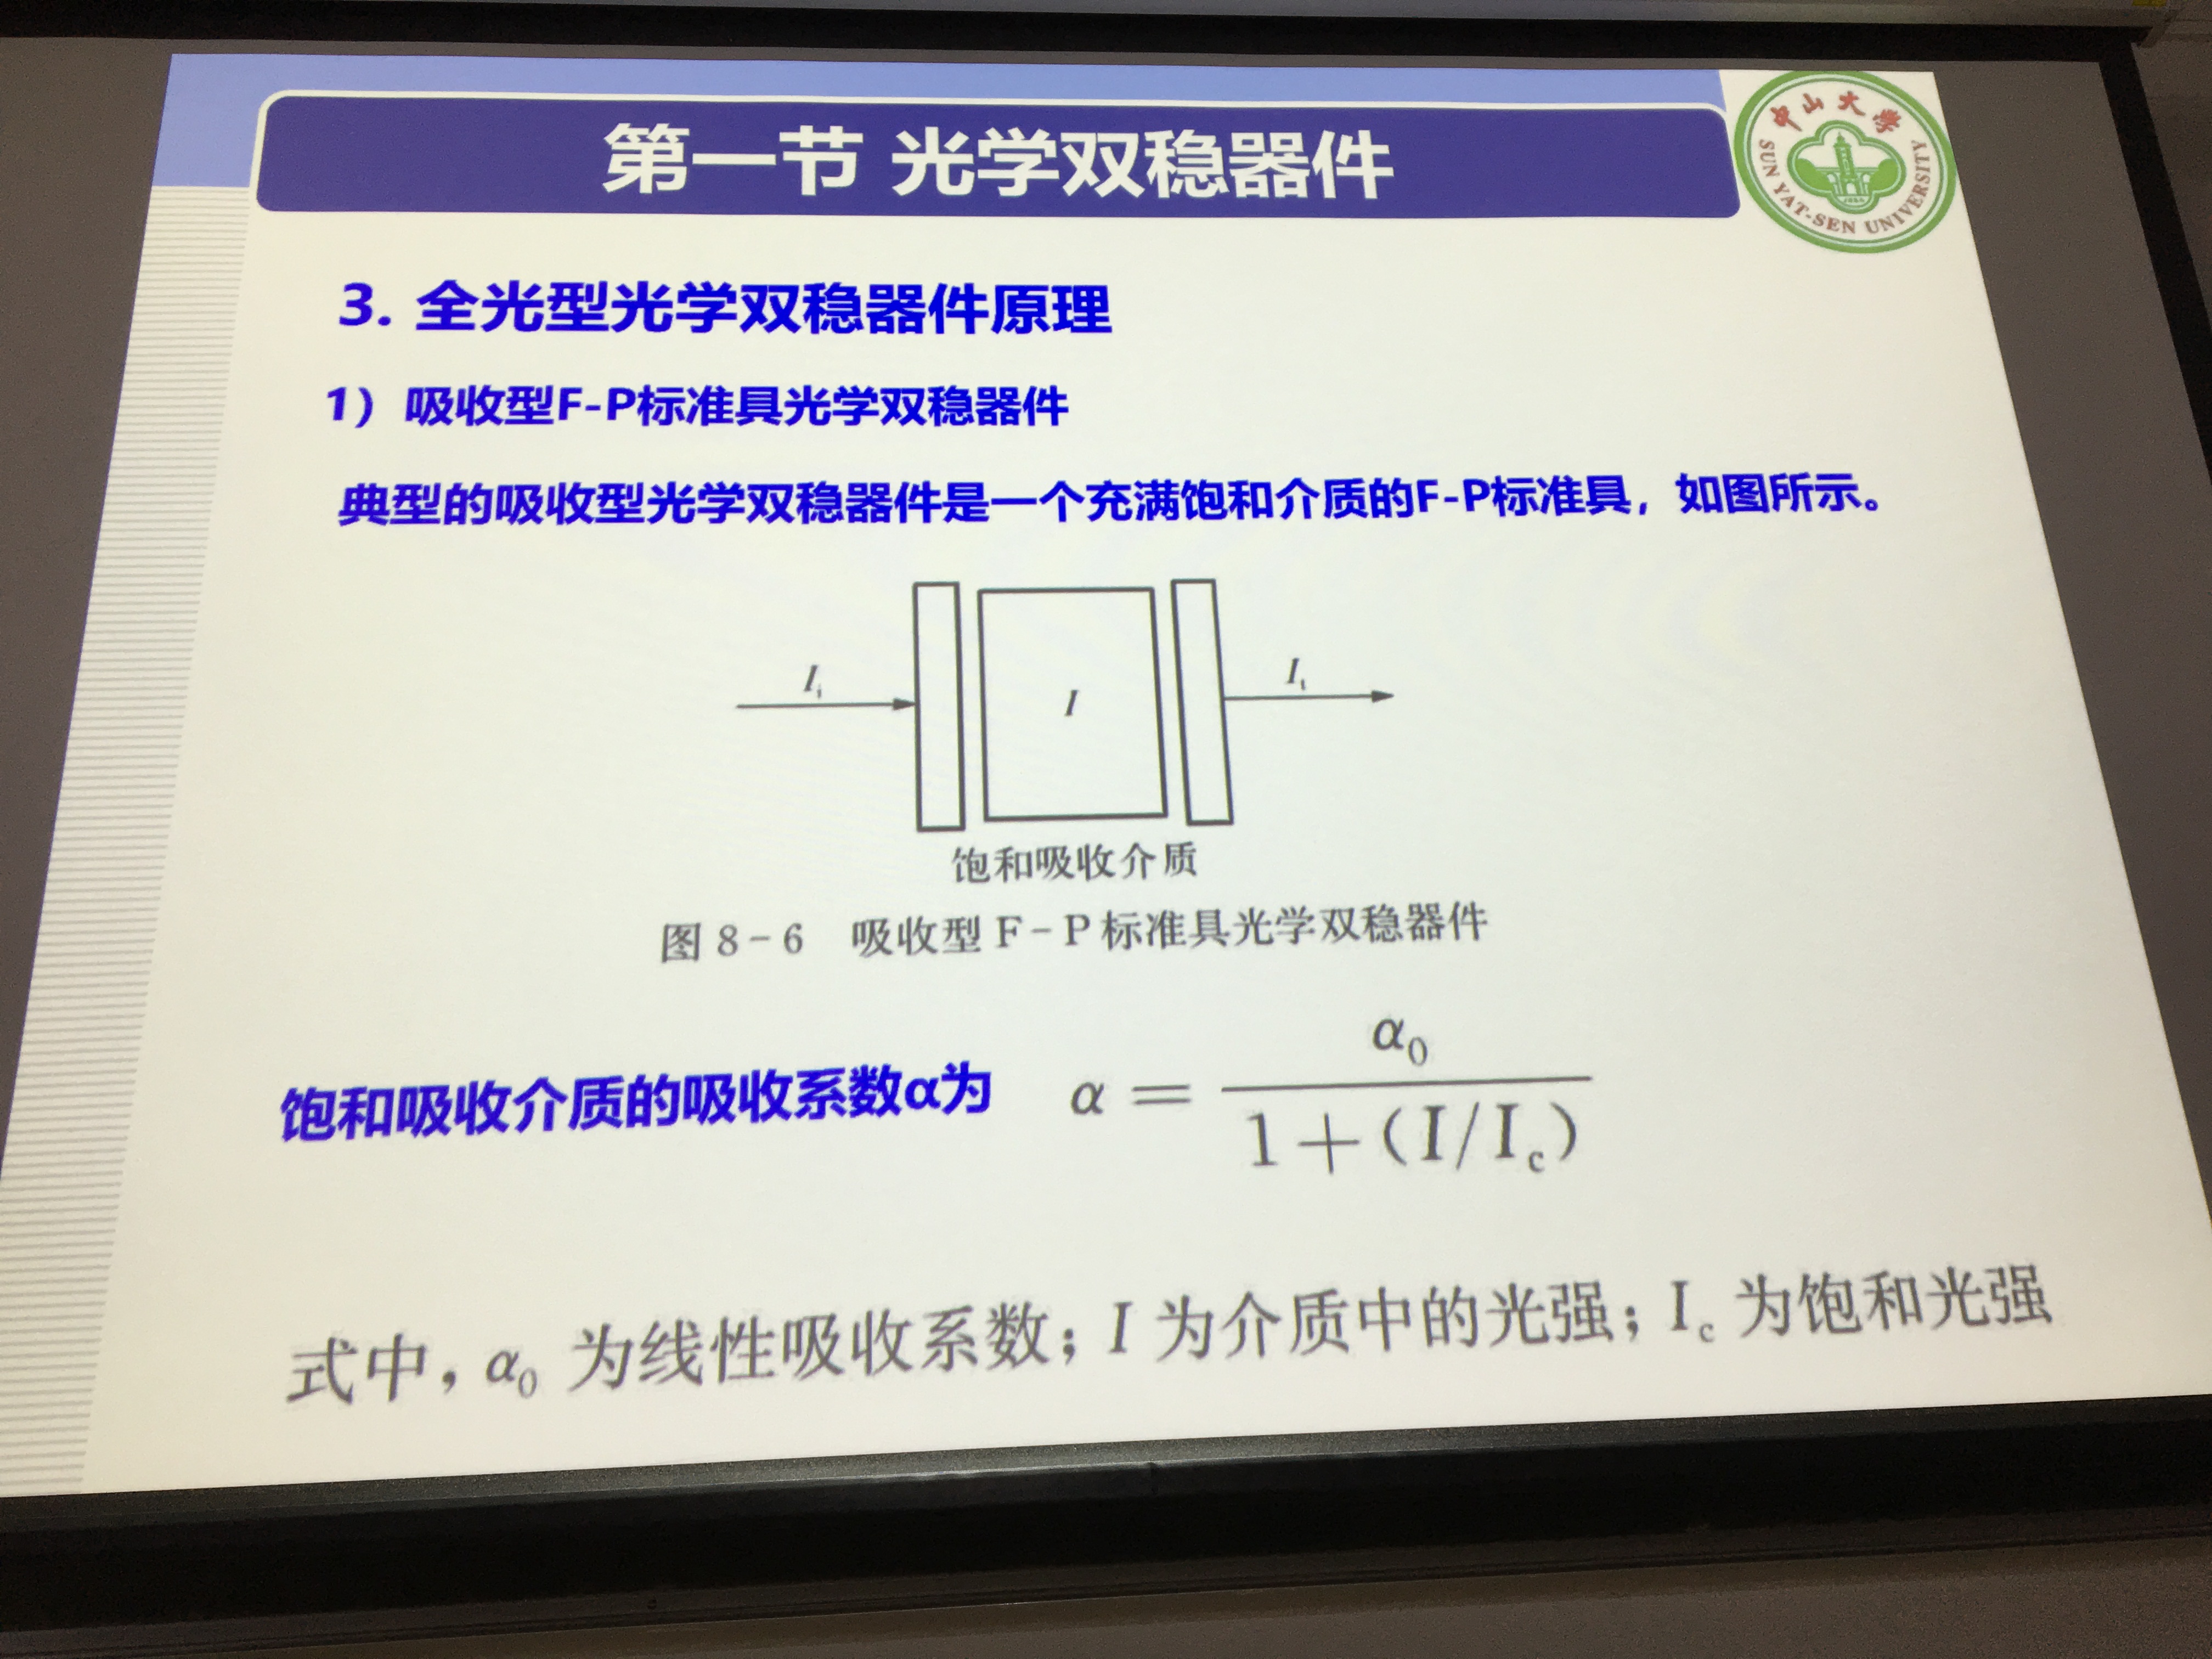 第一节 光学双稳器件
中山大学
SUN YAT-SEN UNIVERSITY
3. 全光型光学双稳器件原理
1）吸收型F-P标准具光学双稳器件
典型的吸收型光学双稳器件是一个充满饱和介质的F-P标准具，如图所示。
Iᵢ I Iₜ
饱和吸收介质
图 8-6 吸收型 F-P 标准具光学双稳器件
饱和吸收介质的吸收系数α为 α = α₀ / (1+(I/I_c))
式中，α₀ 为线性吸收系数；I 为介质中的光强；I_c 为饱和光强